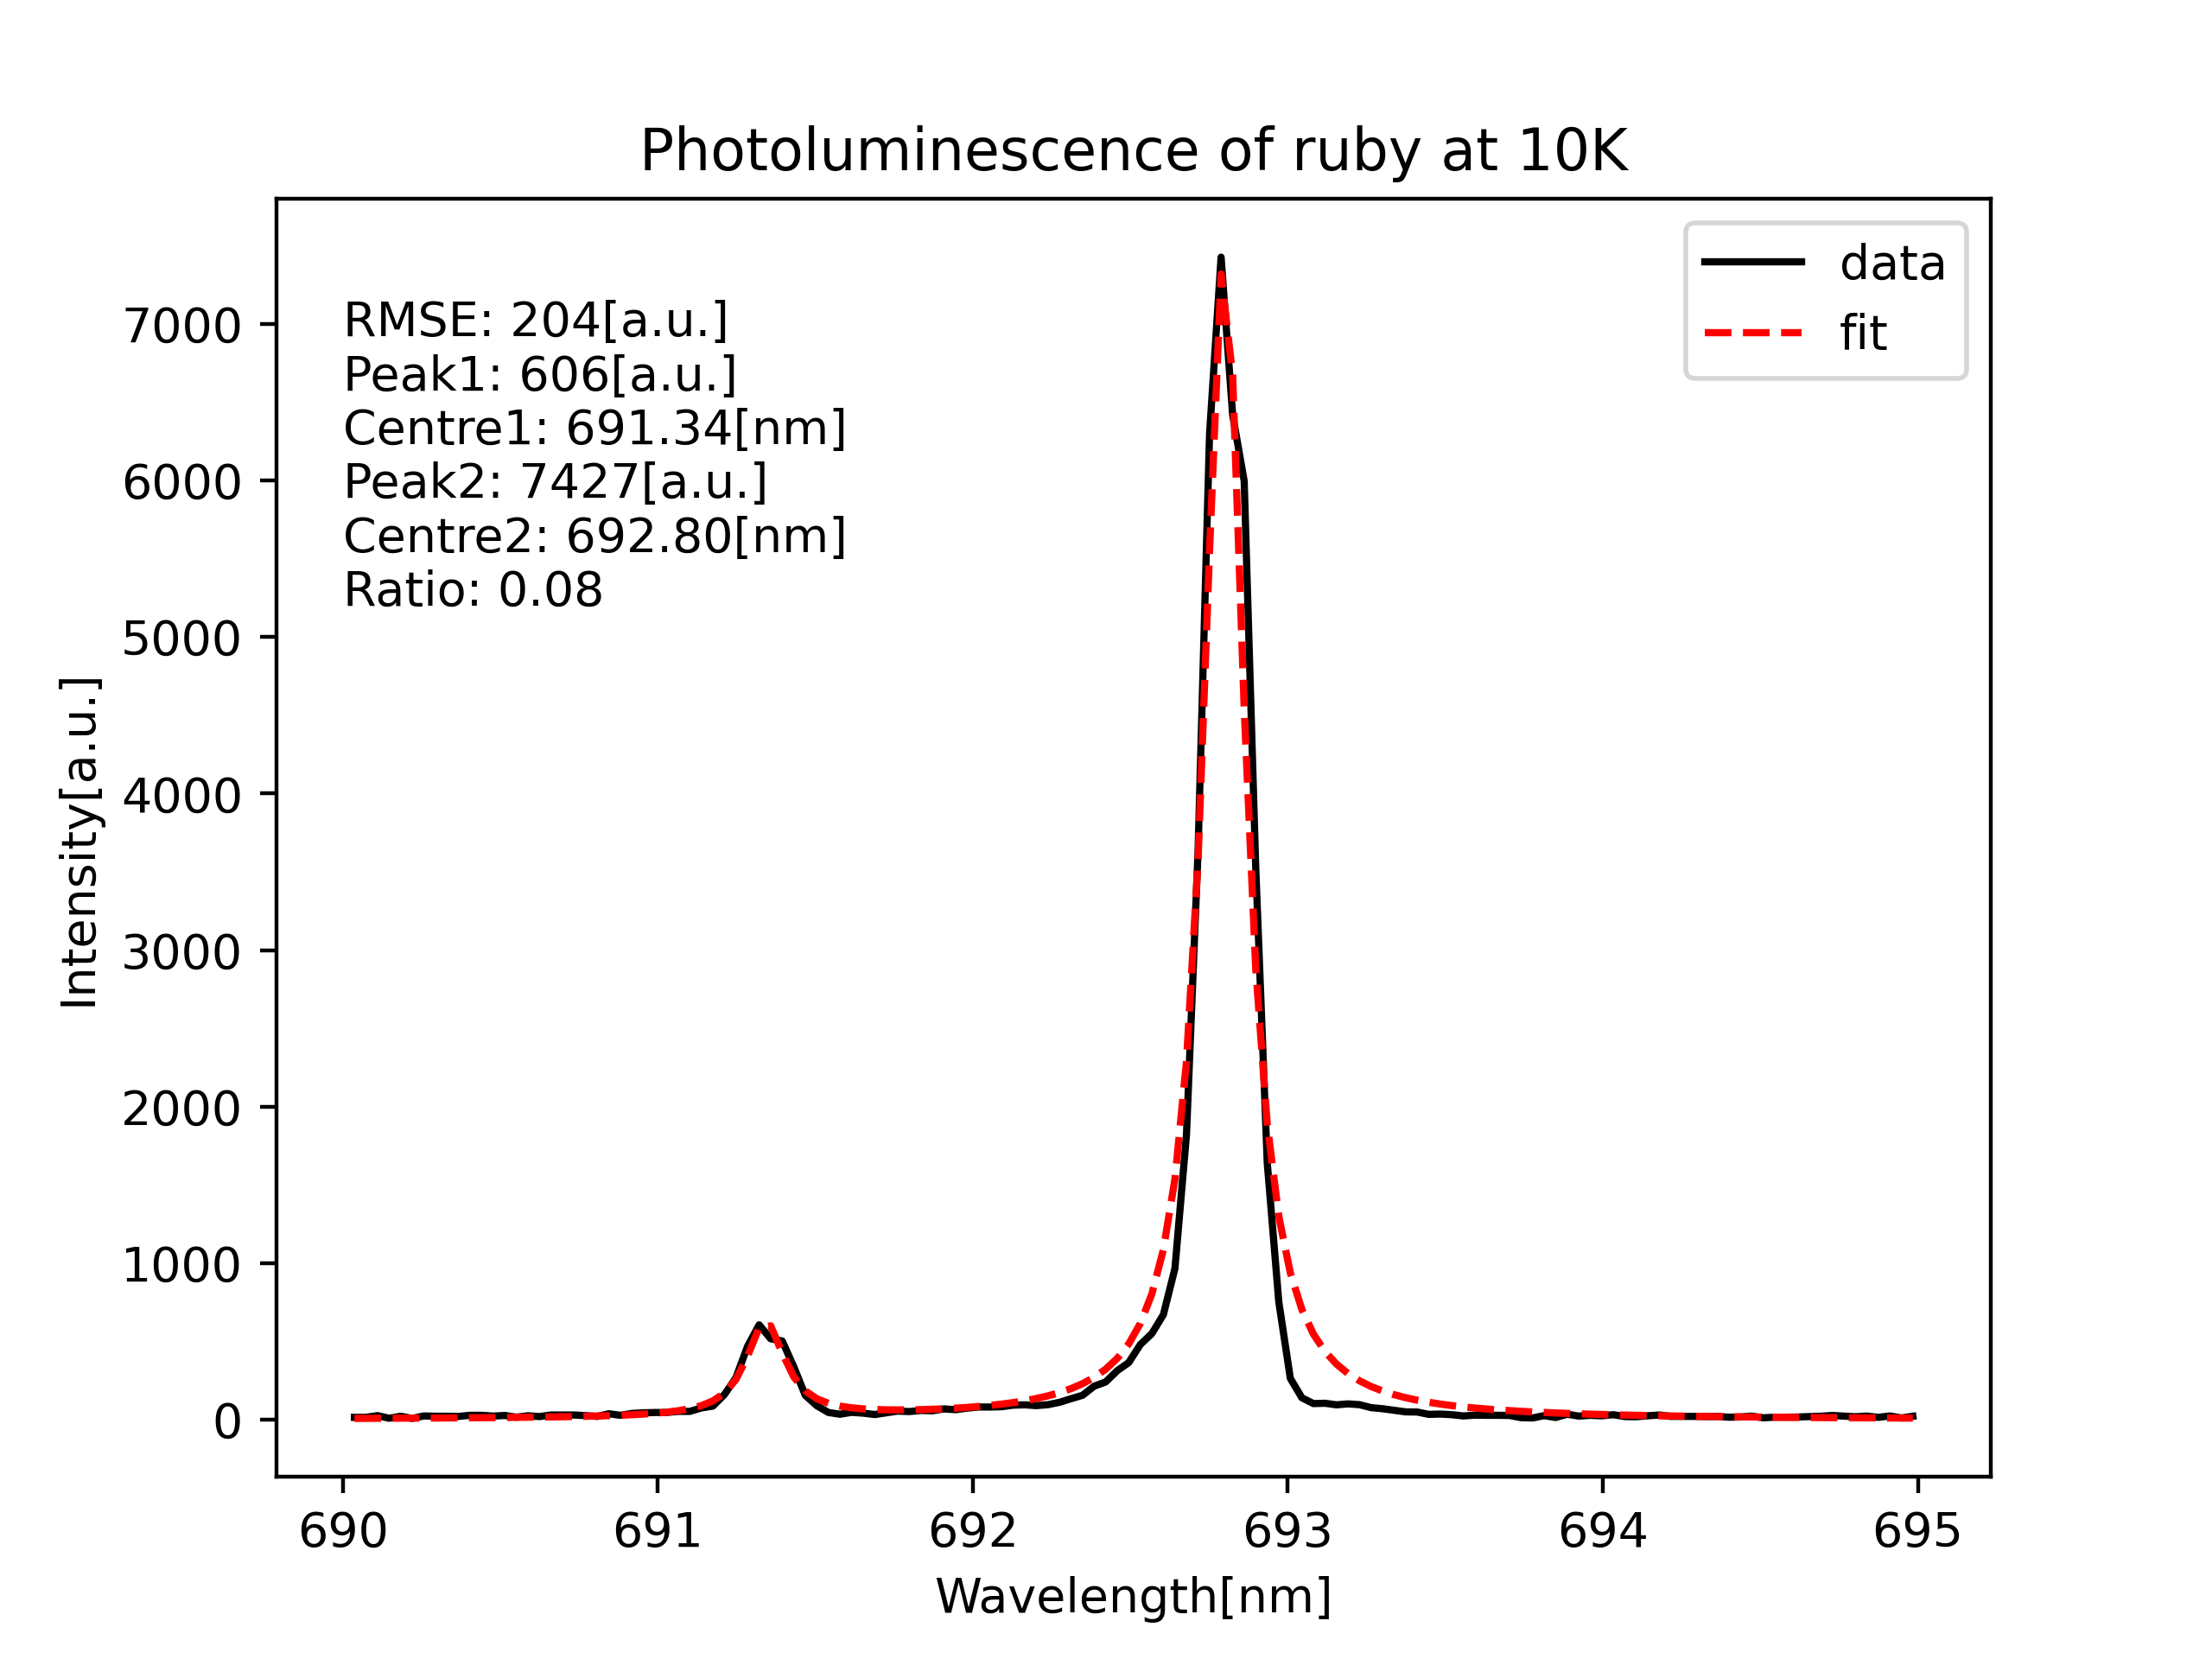 Photoluminescence of ruby at 10K
data
fit
RMSE: 204[a.u.]
Peak1: 606[a.u.]
Centre1: 691.34[nm]
Peak2: 7427[a.u.]
Centre2: 692.80[nm]
Ratio: 0.08
Intensity[a.u.]
7000
6000
5000
4000
3000
2000
1000
0
690 691 692 693 694 695
Wavelength[nm]